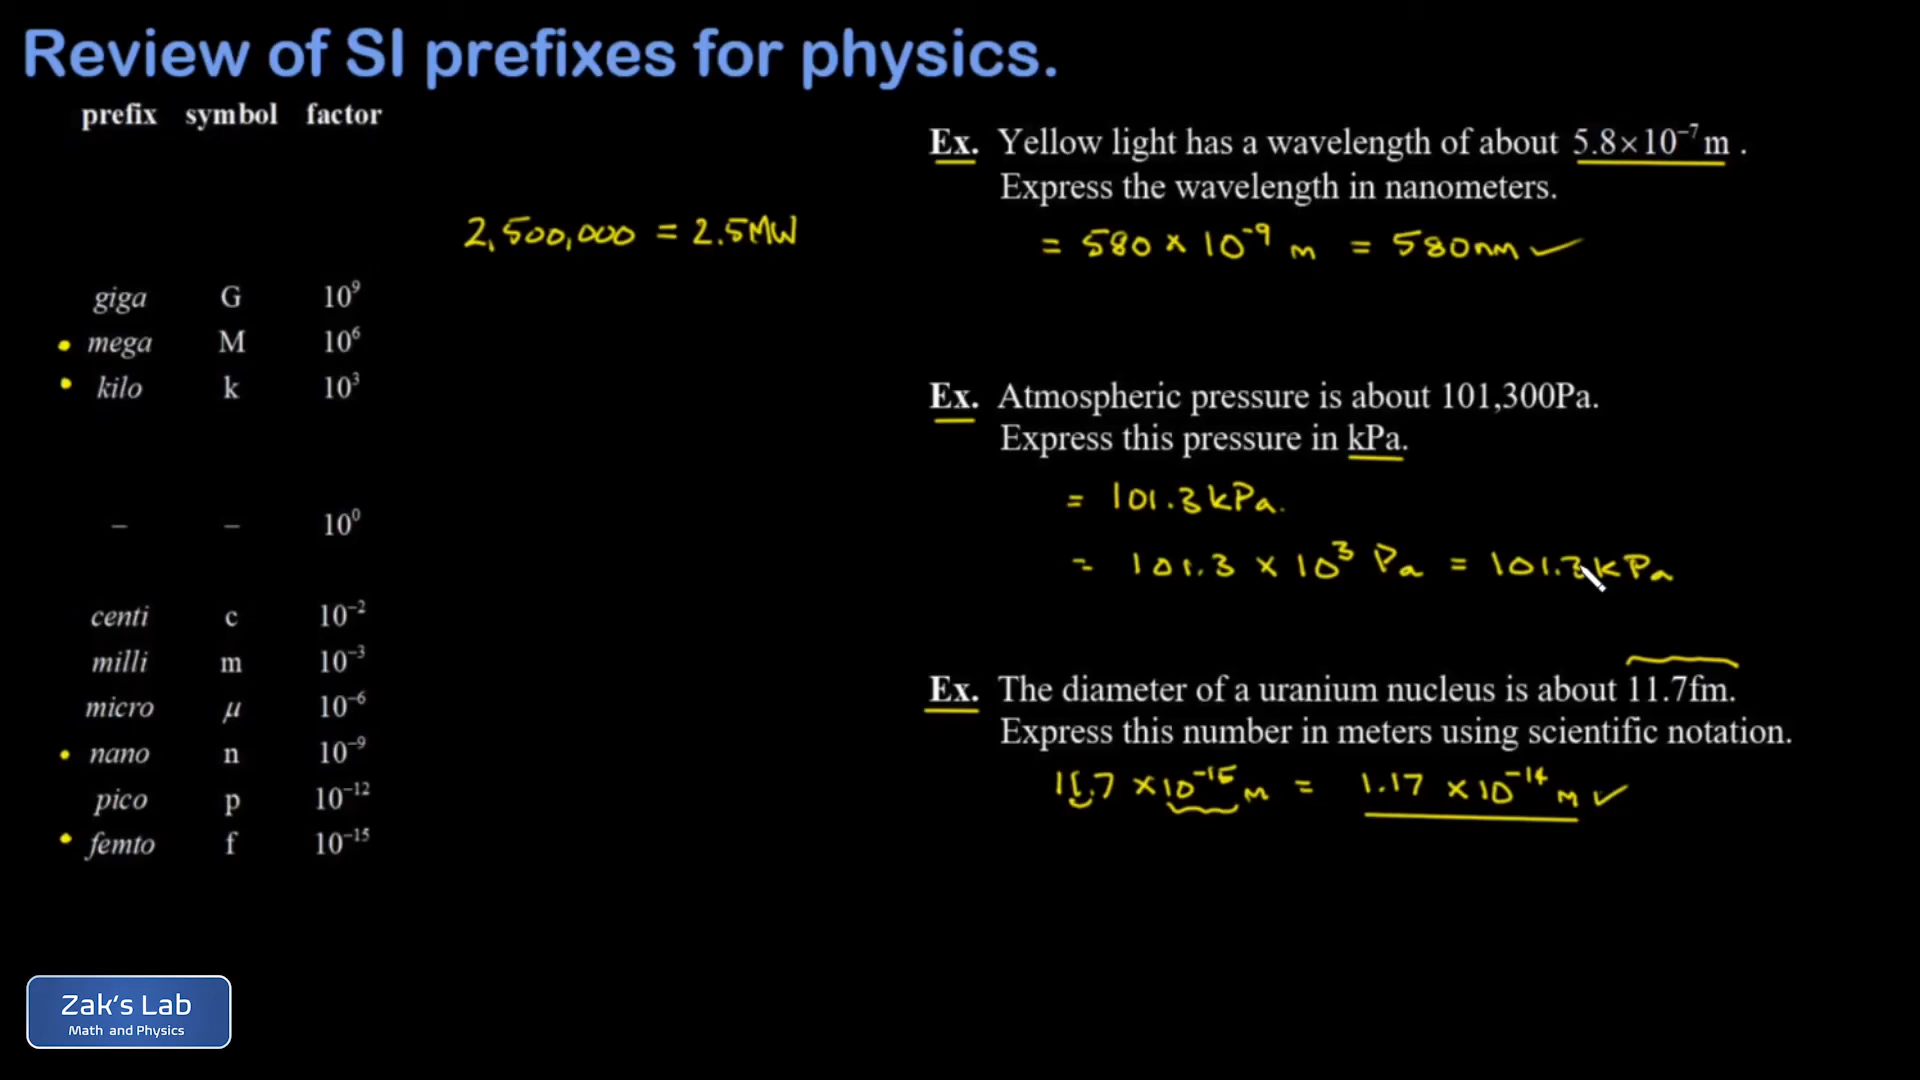 Review of SI prefixes for physics.
prefix symbol factor
2,500,000 = 2.5MW
giga G 10⁹
mega M 10⁶
kilo k 10³
– – 10⁰
centi c 10⁻²
milli m 10⁻³
micro μ 10⁻⁶
nano n 10⁻⁹
pico p 10⁻¹²
femto f 10⁻¹⁵
Ex. Yellow light has a wavelength of about 5.8×10⁻⁷ m .
Express the wavelength in nanometers.
= 580 × 10⁻⁹ m = 580nm ✓
Ex. Atmospheric pressure is about 101,300Pa.
Express this pressure in kPa.
= 101.3 kPa.
= 101.3 × 10³ Pa = 101.3kPa
Ex. The diameter of a uranium nucleus is about 11.7fm.
Express this number in meters using scientific notation.
11.7 ×10⁻¹⁵ m = 1.17 ×10⁻¹⁴ m ✓
Zak's Lab
Math and Physics